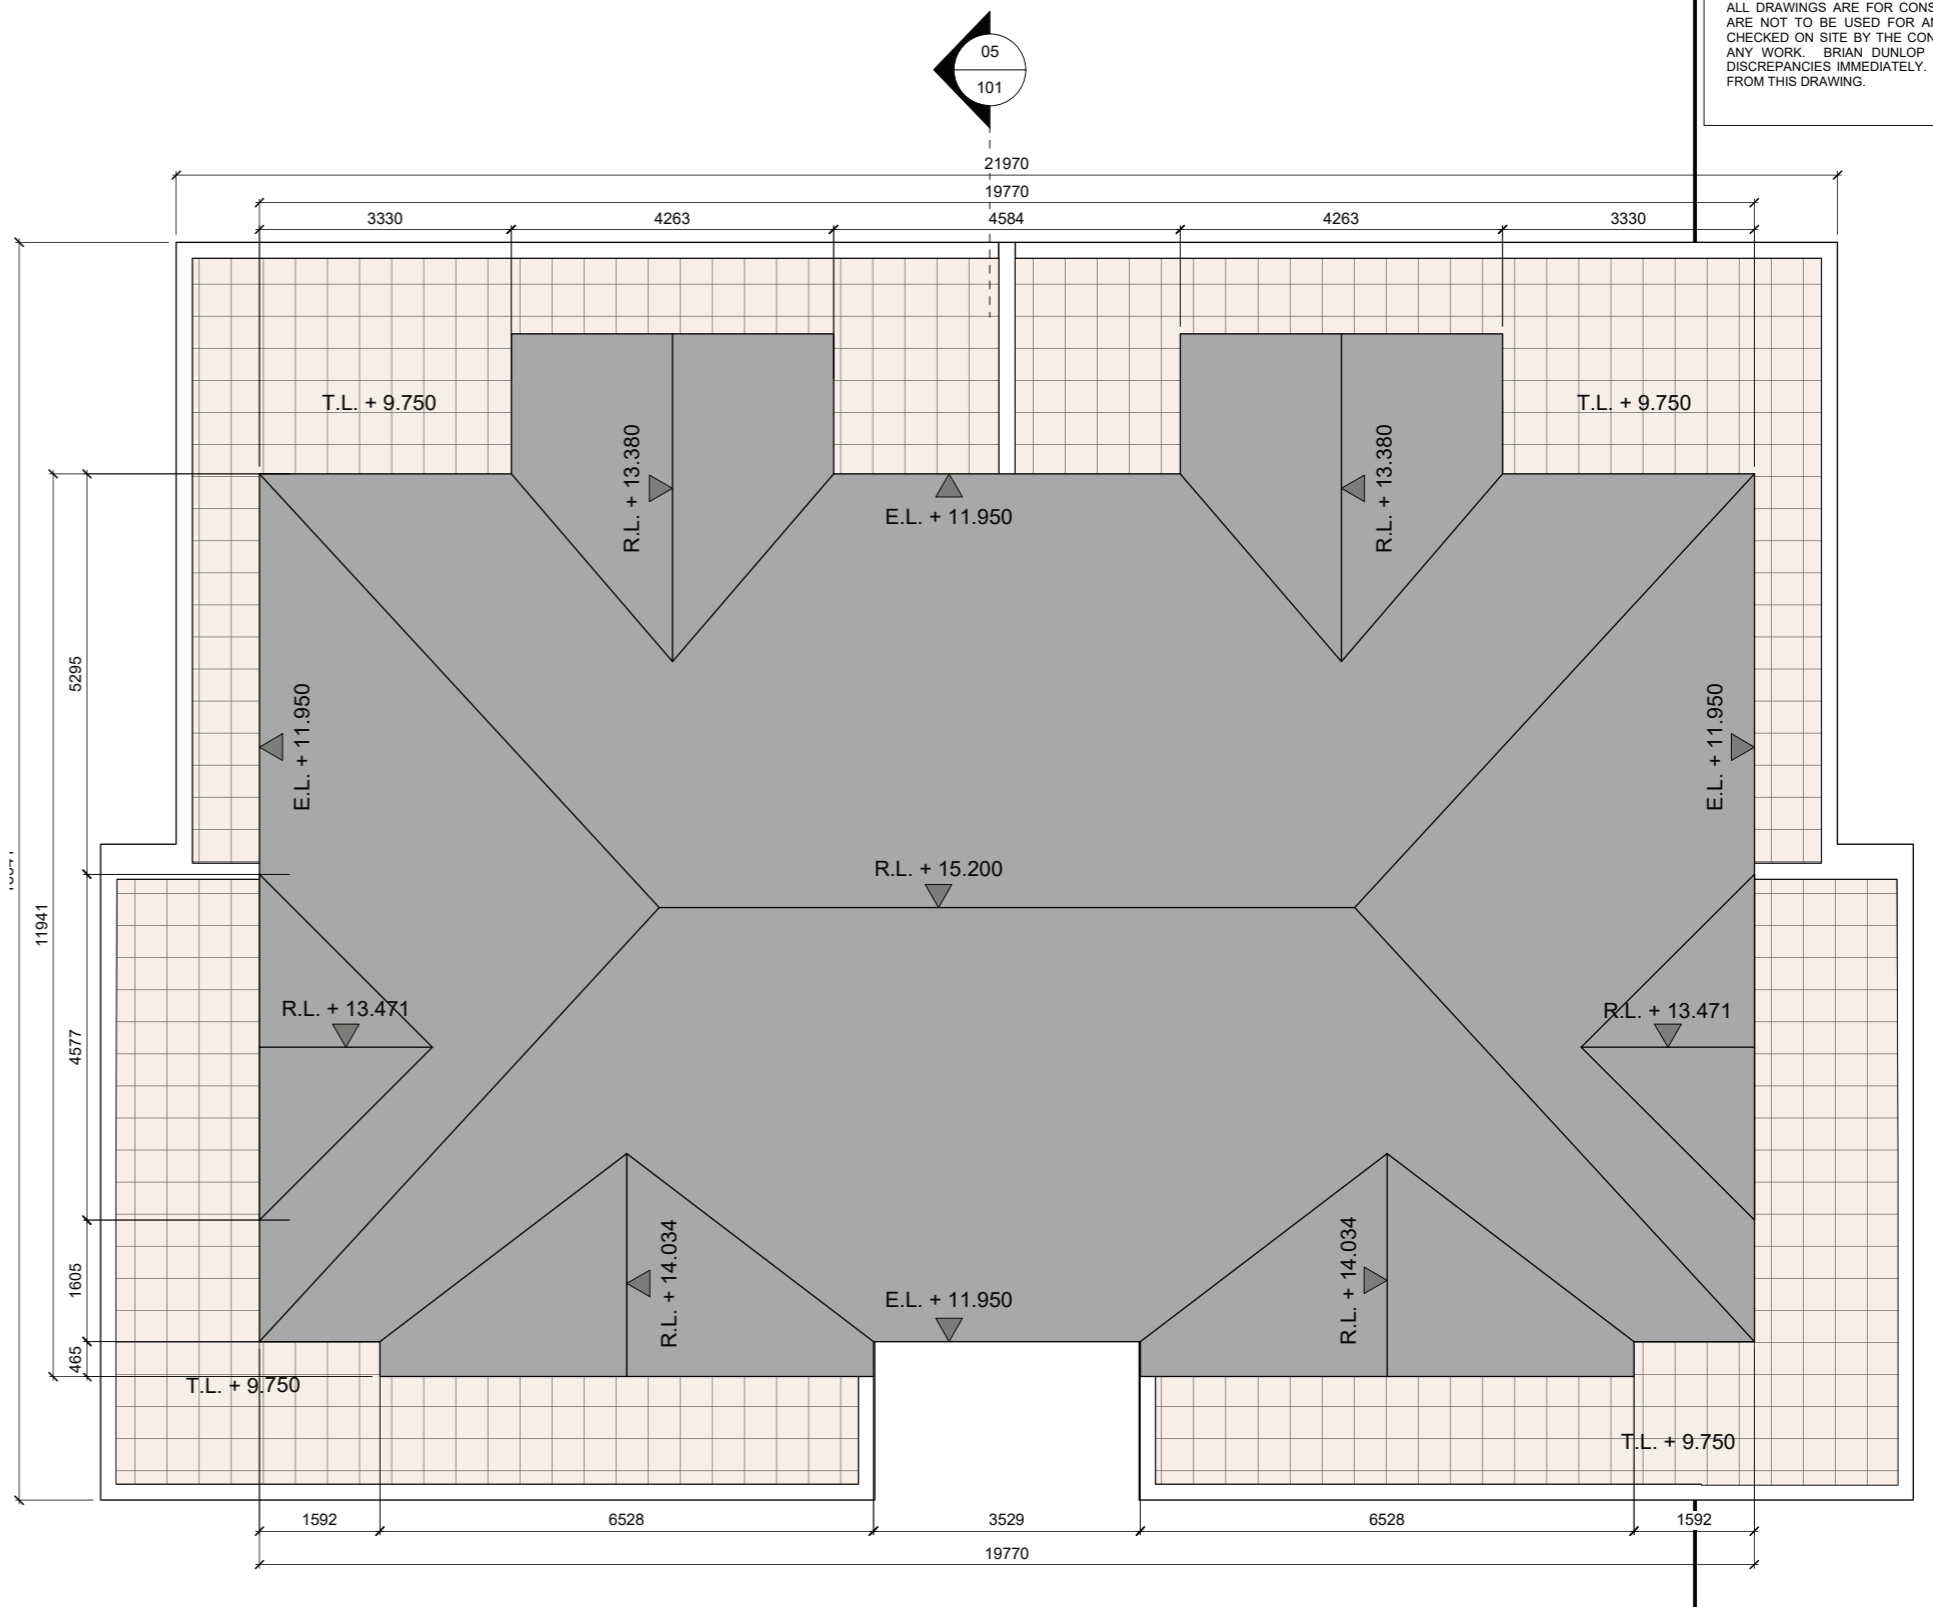 ALL DRAWINGS ARE FOR CONS
ARE NOT TO BE USED FOR AN
CHECKED ON SITE BY THE CON
ANY WORK. BRIAN DUNLOP
DISCREPANCIES IMMEDIATELY.
FROM THIS DRAWING.
05
101
21970
19770
3330
4263
4584
4263
3330
T.L. + 9.750
T.L. + 9.750
R.L. + 13.380
R.L. + 13.380
E.L. + 11.950
5295
E.L. + 11.950
E.L. + 11.950
R.L. + 15.200
11941
R.L. + 13.471
R.L. + 13.471
4577
1605
R.L. + 14.034
R.L. + 14.034
E.L. + 11.950
465
T.L. + 9.750
T.L. + 9.750
1592
6528
3529
6528
1592
19770